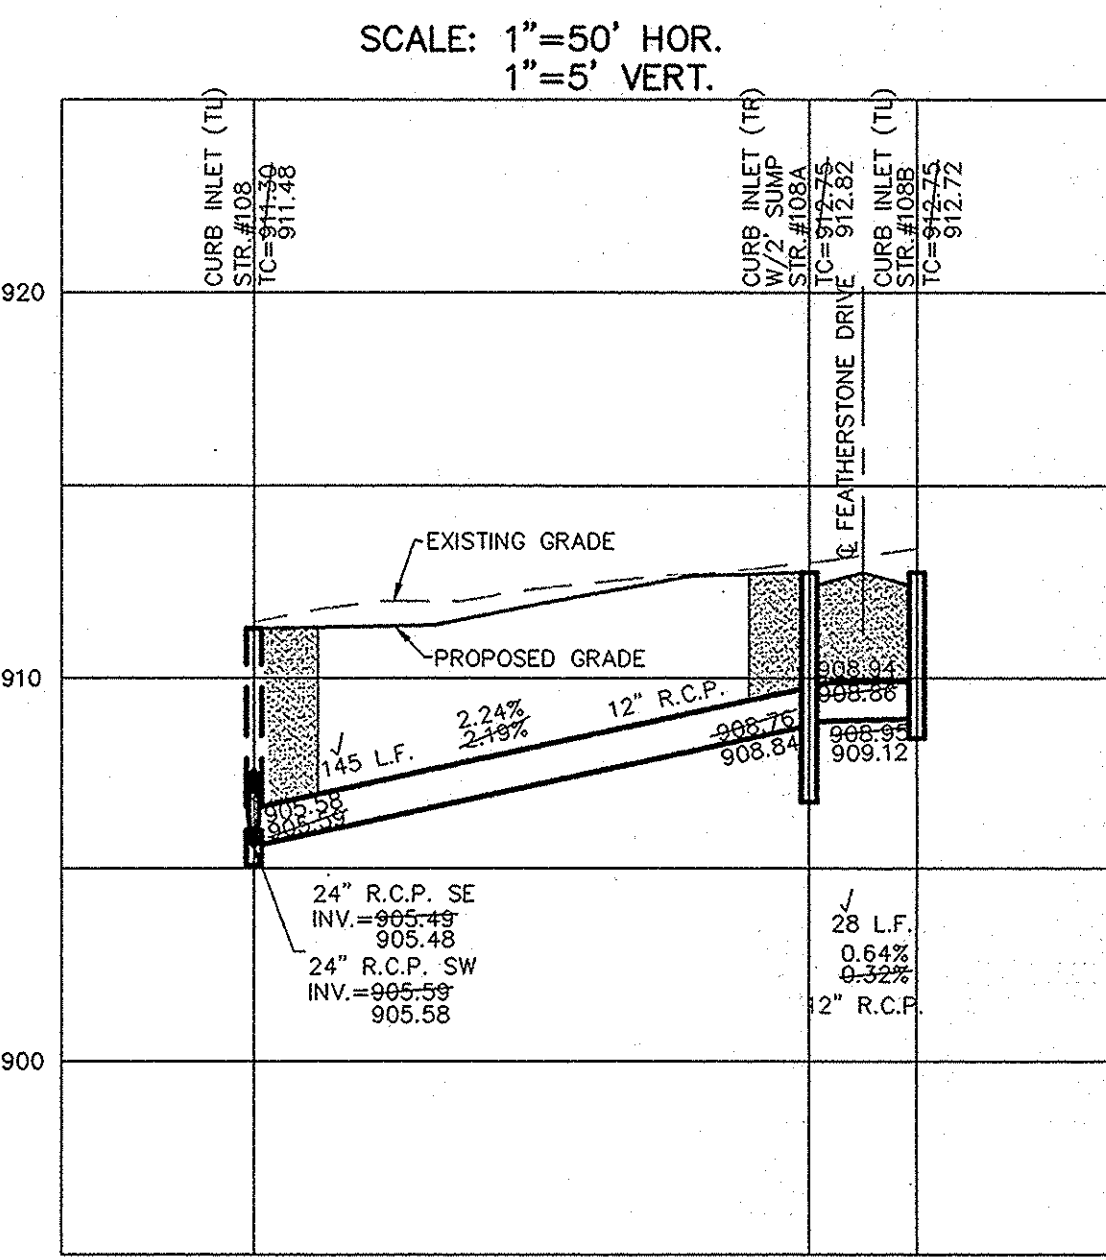 SCALE: 1"=50' HOR.
1"=5' VERT.
CURB INLET (TL)
STR.#108
TC=911.30
911.48
CURB INLET (TR)
W/2' SUMP
STR.#108A
TC=912.75
912.82
CURB INLET (TL)
STR.#108B
TC=912.75
912.72
℄ FEATHERSTONE DRIVE
920
EXISTING GRADE
PROPOSED GRADE
910
2.24%
2.19%
12" R.C.P.
√
145 L.F.
908.76
908.84
908.94
908.86
908.95
909.12
905.58
905.59
24" R.C.P. SE
INV.=905.49
905.48
24" R.C.P. SW
INV.=905.59
905.58
√
28 L.F.
0.64%
0.32%
12" R.C.P.
900